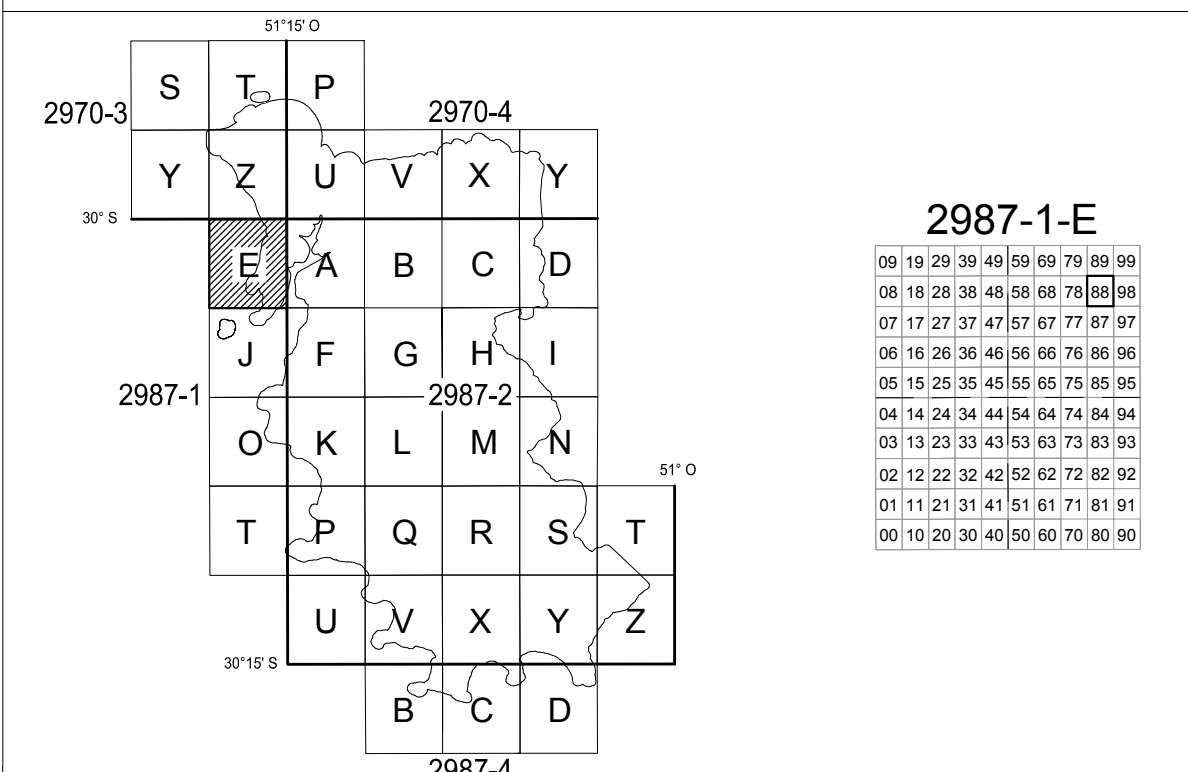 51°15' O
S T P
2970-3
2970-4
Y Z U V X Y
30° S
E A B C D
J F G H I
2987-1
2987-2
O K L M N
51° O
T P Q R S T
U V X Y Z
30°15' S
B C D
2987-4
2987-1-E
09 19 29 39 49 59 69 79 89 99
08 18 28 38 48 58 68 78 88 98
07 17 27 37 47 57 67 77 87 97
06 16 26 36 46 56 66 76 86 96
05 15 25 35 45 55 65 75 85 95
04 14 24 34 44 54 64 74 84 94
03 13 23 33 43 53 63 73 83 93
02 12 22 32 42 52 62 72 82 92
01 11 21 31 41 51 61 71 81 91
00 10 20 30 40 50 60 70 80 90